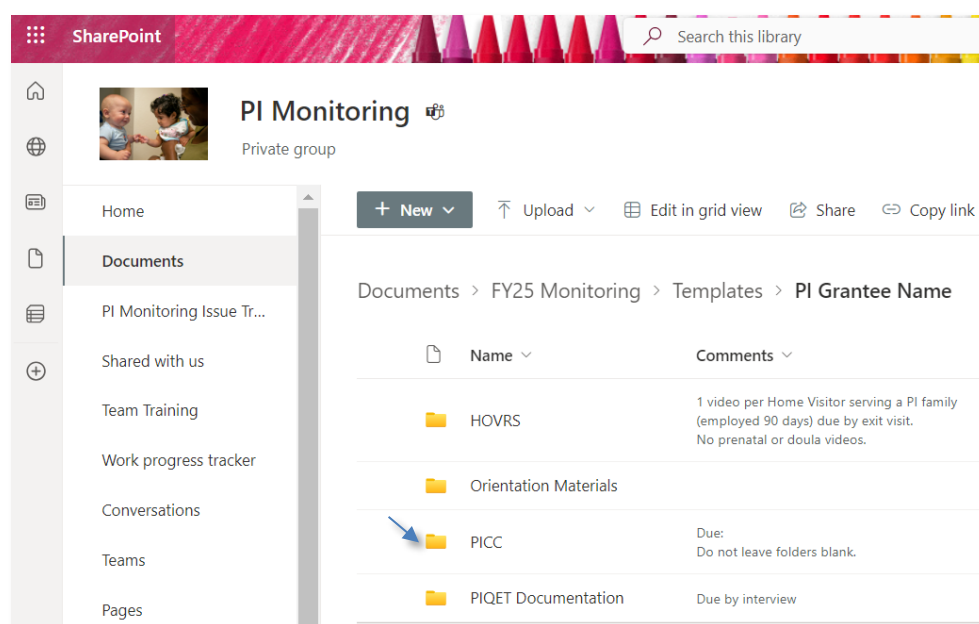 SharePoint
Search this library
PI Monitoring
Private group
Home
Documents
PI Monitoring Issue Tr...
Shared with us
Team Training
Work progress tracker
Conversations
Teams
Pages
+ New
Upload
Edit in grid view
Share
Copy link
Documents > FY25 Monitoring > Templates > PI Grantee Name
Name
Comments
HOVRS
1 video per Home Visitor serving a PI family
(employed 90 days) due by exit visit.
No prenatal or doula videos.
Orientation Materials
PICC
Due:
Do not leave folders blank.
PIQET Documentation
Due by interview